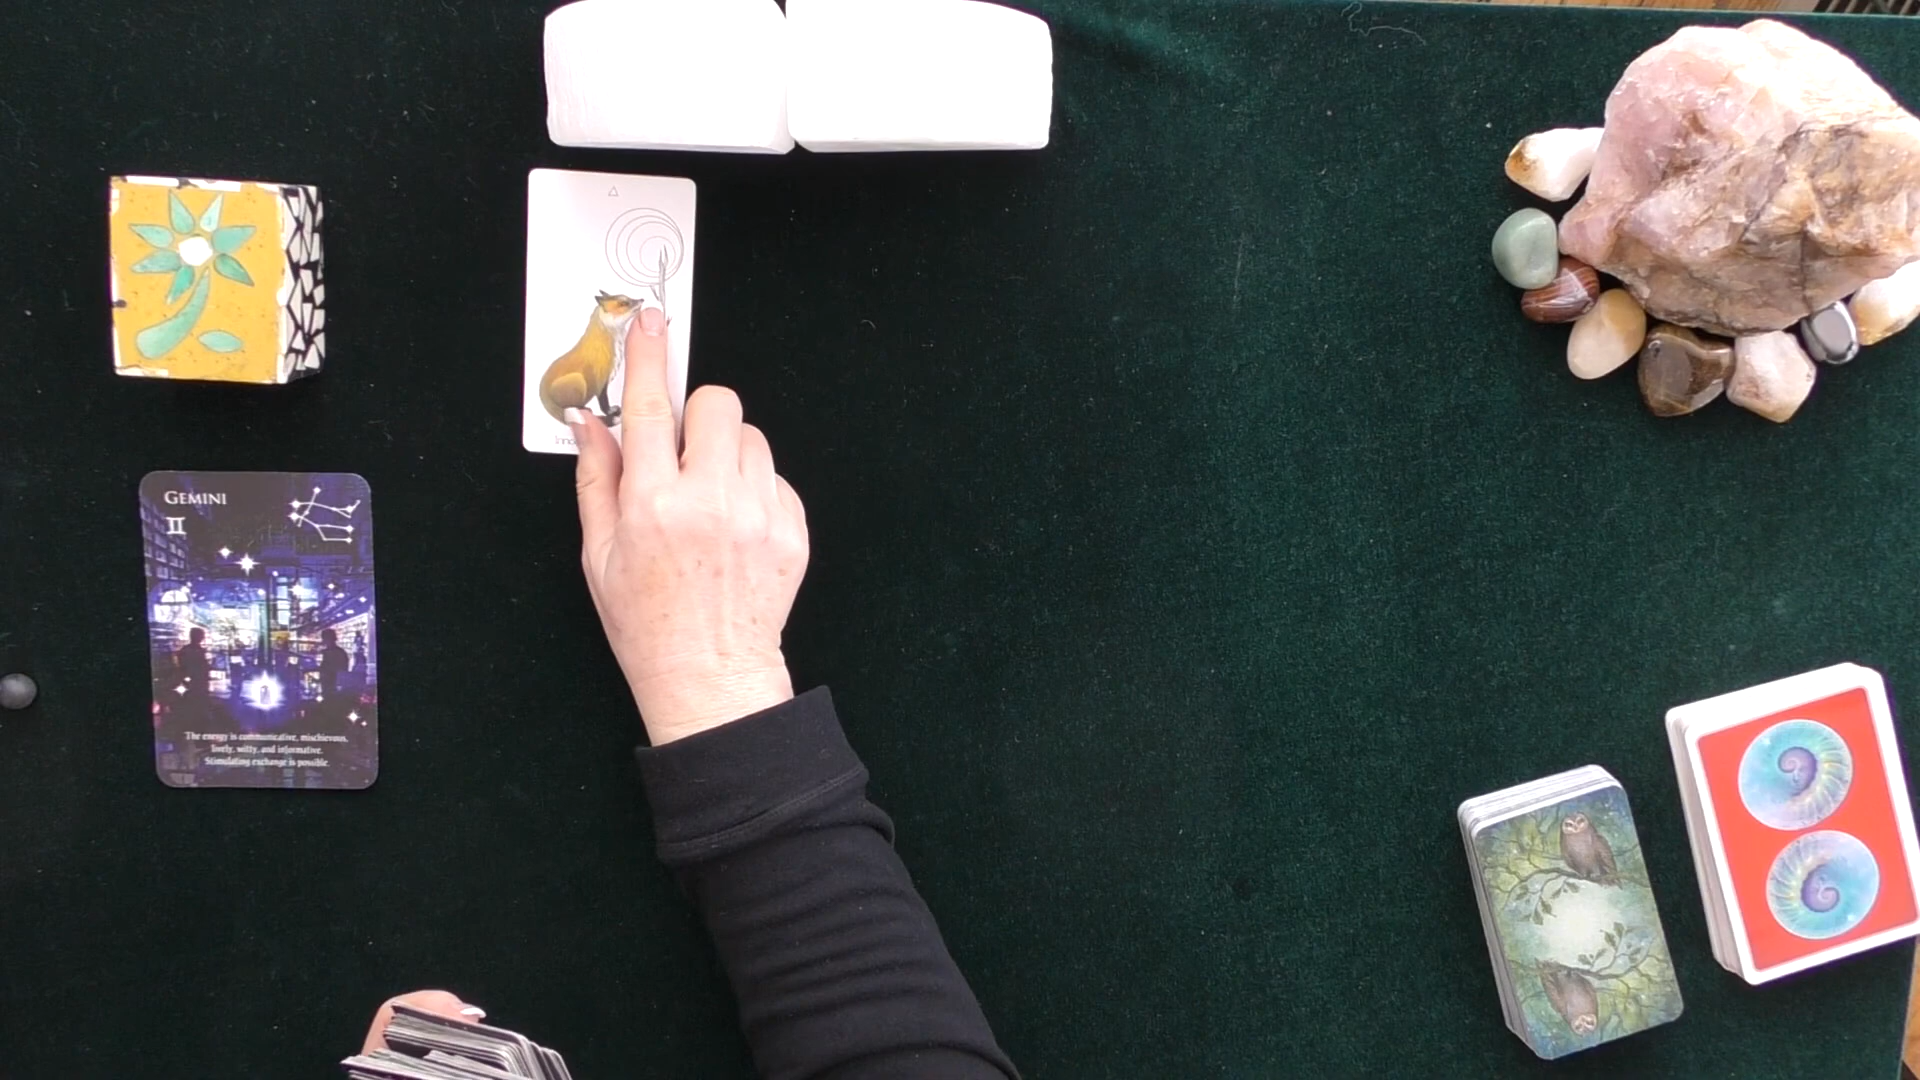 GEMINI
♊
The energy is communicative, mischievous,
lively, witty, and informative.
Stimulating exchange is possible.